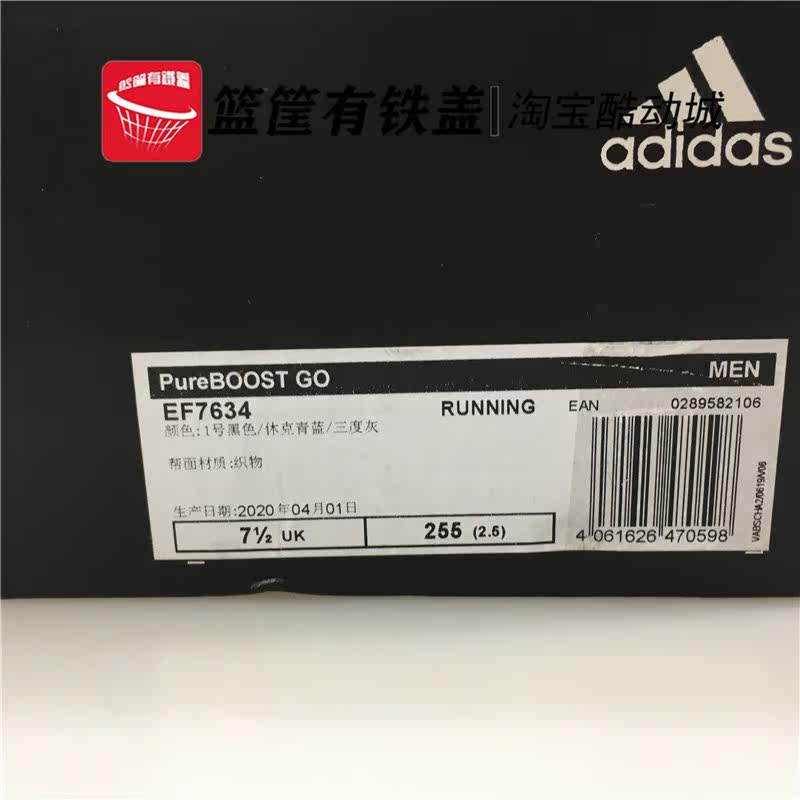 篮筐有铁盖
篮筐有铁盖 淘宝酷动城
adidas
PureBOOST GO MEN
EF7634 RUNNING EAN 0289582106
颜色:1号黑色/休克青蓝/三度灰
帮面材质:织物
生产日期:2020年04月01日
7½ UK 255 (2.5)
4 061626 470598
VABSCHA2/0619/V06